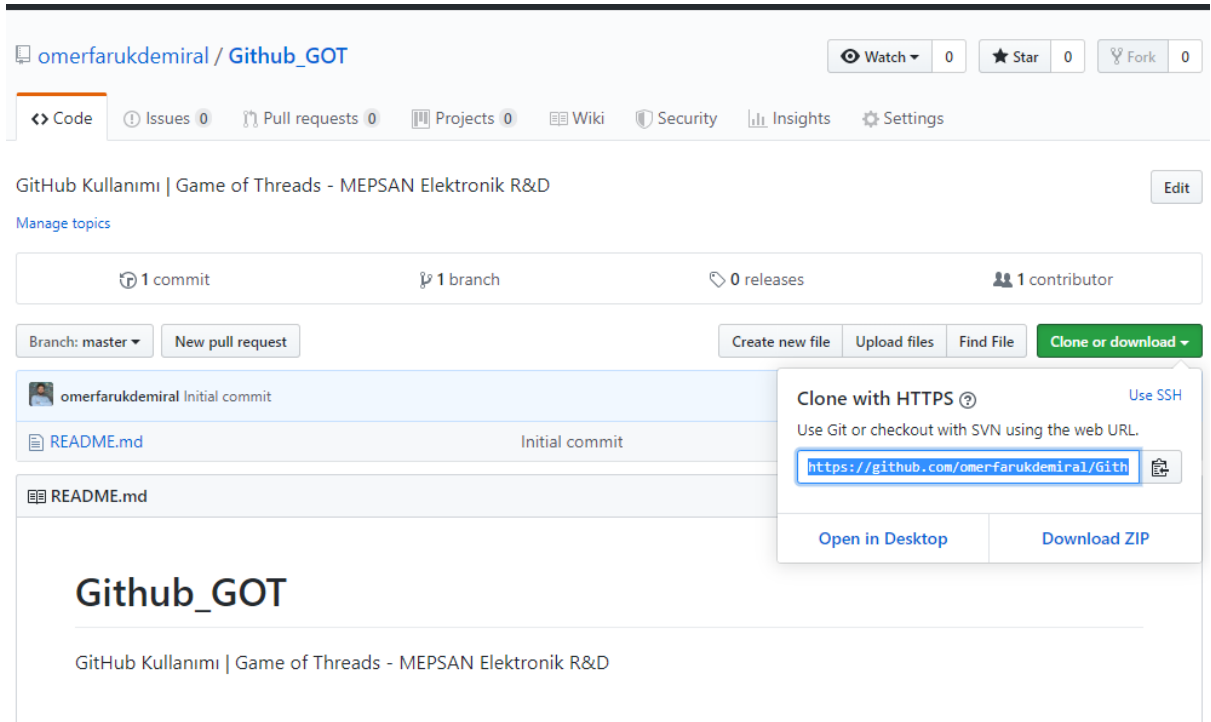 omerfarukdemiral / Github_GOT
Watch 0 Star 0 Fork 0
Code Issues 0 Pull requests 0 Projects 0 Wiki Security Insights Settings
GitHub Kullanımı | Game of Threads - MEPSAN Elektronik R&D
Edit
Manage topics
1 commit 1 branch 0 releases 1 contributor
Branch: master New pull request Create new file Upload files Find File Clone or download
omerfarukdemiral Initial commit
README.md Initial commit
Clone with HTTPS ? Use SSH
Use Git or checkout with SVN using the web URL.
https://github.com/omerfarukdemiral/Gith
Open in Desktop Download ZIP
README.md
Github_GOT
GitHub Kullanımı | Game of Threads - MEPSAN Elektronik R&D